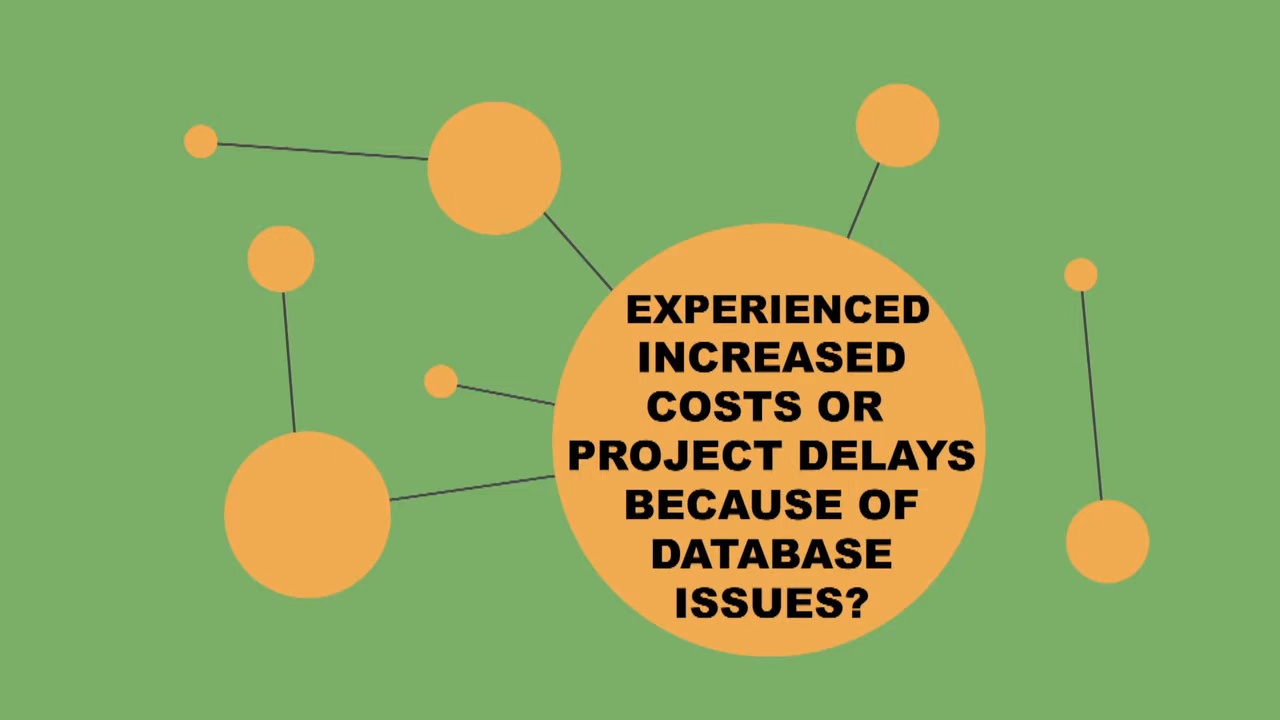 EXPERIENCED
INCREASED
COSTS OR
PROJECT DELAYS
BECAUSE OF
DATABASE
ISSUES?